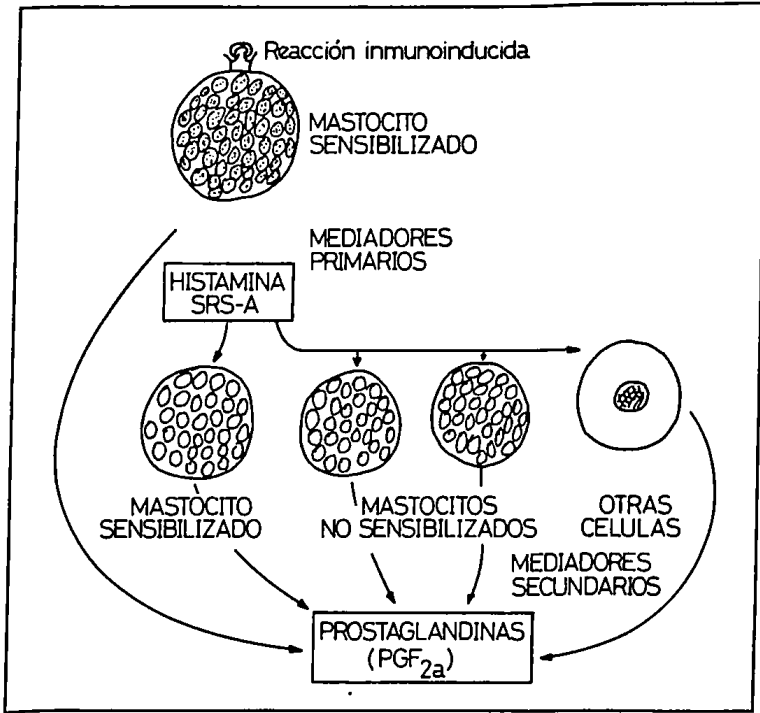 Reacción inmunoinducida
MASTOCITO
SENSIBILIZADO
MEDIADORES
PRIMARIOS
HISTAMINA
SRS-A
MASTOCITO
SENSIBILIZADO
MASTOCITOS
NO SENSIBILIZADOS
OTRAS
CELULAS
MEDIADORES
SECUNDARIOS
PROSTAGLANDINAS
(PGF2a)